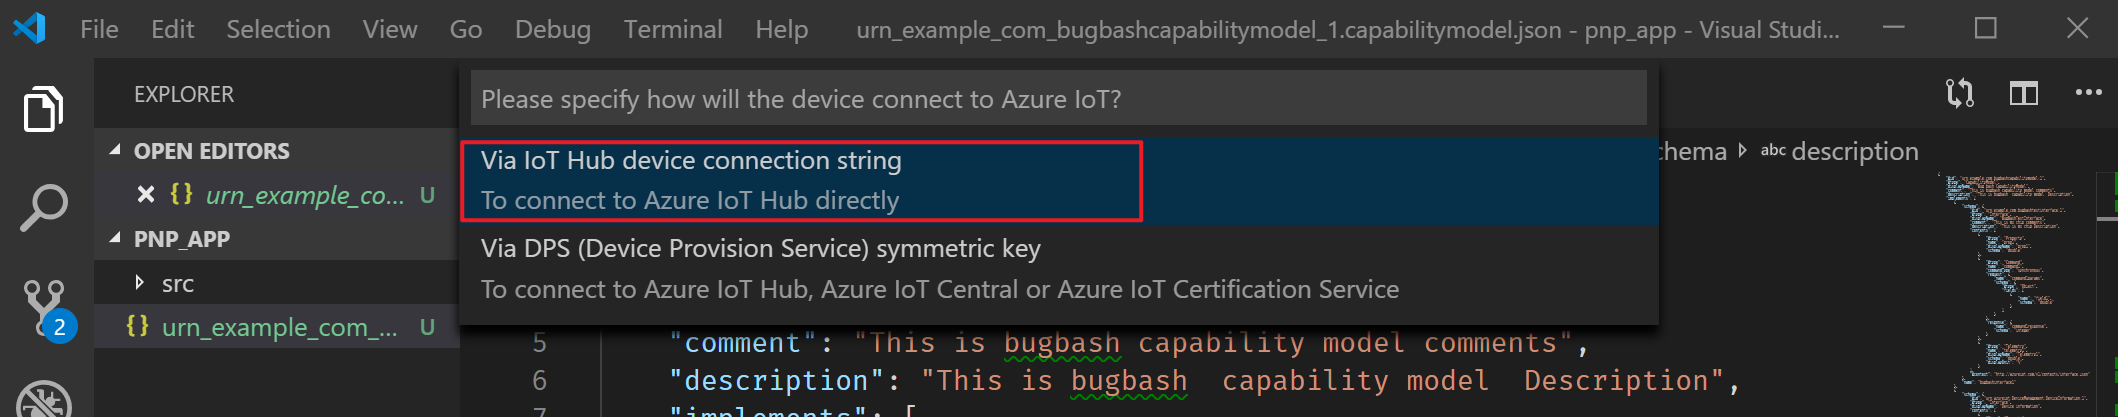 File Edit Selection View Go Debug Terminal Help urn_example_com_bugbashcapabilitymodel_1.capabilitymodel.json - pnp_app - Visual Studi...
EXPLORER
Please specify how will the device connect to Azure IoT?
OPEN EDITORS
Via IoT Hub device connection string
chema abc description
urn_example_co... U
To connect to Azure IoT Hub directly
PNP_APP
Via DPS (Device Provision Service) symmetric key
src
To connect to Azure IoT Hub, Azure IoT Central or Azure IoT Certification Service
2
{} urn_example_com_... U
5 "comment": "This is bugbash capability model comments",
6 "description": "This is bugbash  capability model  Description",
7 "implements": [